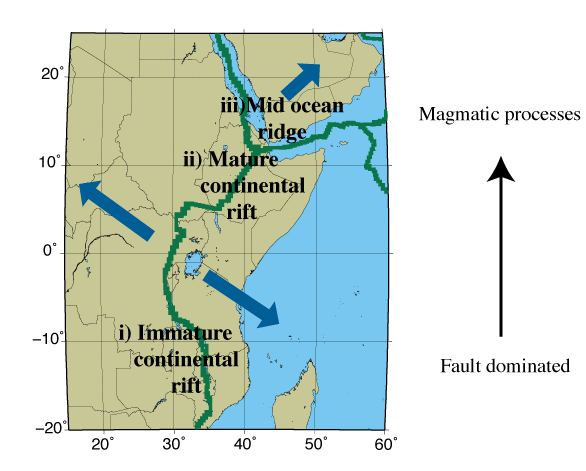 20°
10°
0°
−10°
−20°
20° 30° 40° 50° 60°
iii)Mid ocean
ridge
ii) Mature
continental
rift
i) Immature
continental
rift
Magmatic processes
Fault dominated